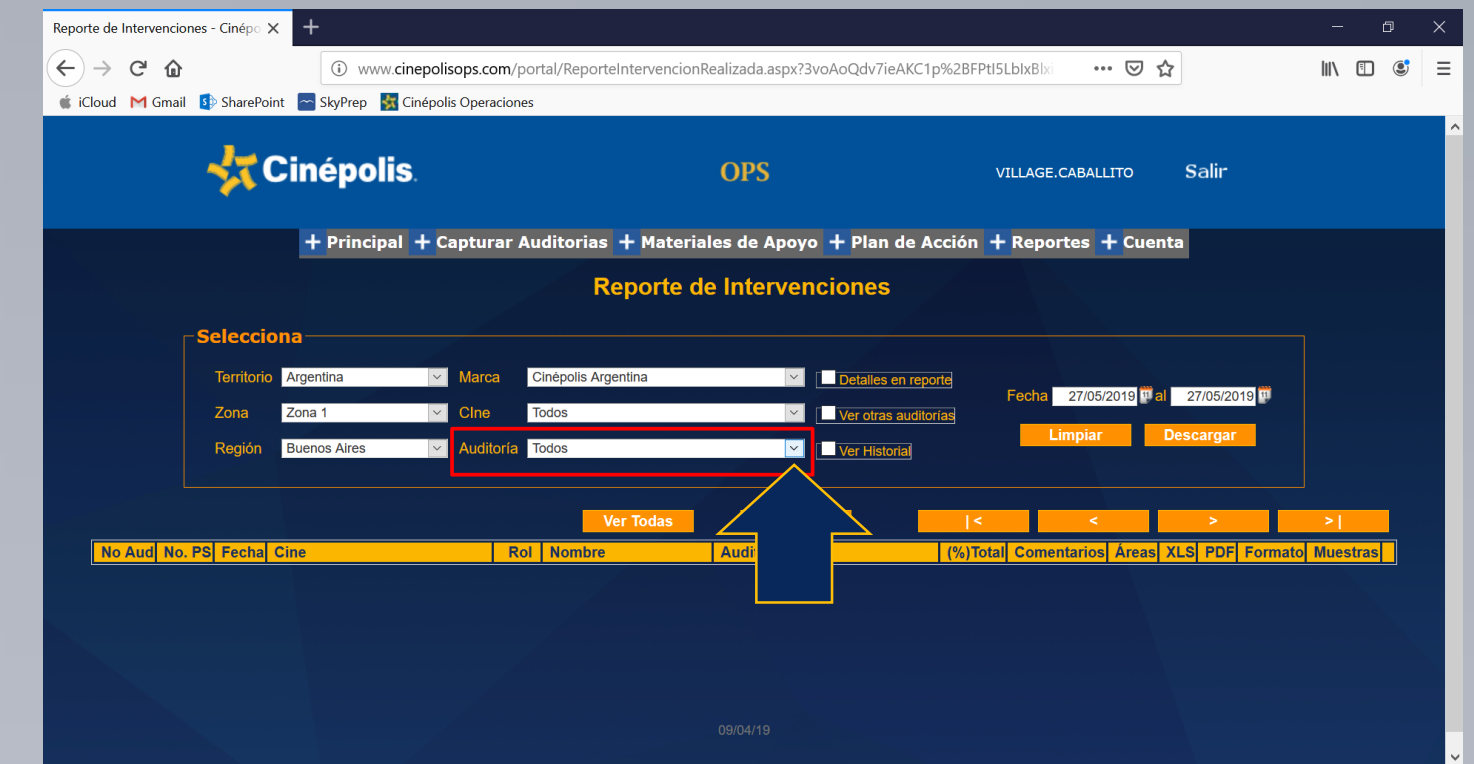 Reporte de Intervenciones - Cinépo
www.cinepolisops.com/portal/ReporteIntervencionRealizada.aspx?3voAoQdv7ieAKC1p%2BFPtI5LbIxBlxi
iCloud Gmail SharePoint SkyPrep Cinépolis Operaciones
Cinépolis. OPS VILLAGE.CABALLITO Salir
+ Principal + Capturar Auditorias + Materiales de Apoyo + Plan de Acción + Reportes + Cuenta
Reporte de Intervenciones
Selecciona
Territorio Argentina Marca Cinépolis Argentina Detalles en reporte
Fecha 27/05/2019 al 27/05/2019
Zona Zona 1 CIne Todos Ver otras auditorías
Limpiar Descargar
Región Buenos Aires Auditoría Todos Ver Historial
Ver Todas |< < > >|
No Aud No. PS Fecha Cine Rol Nombre (%)Total Comentarios Áreas XLS PDF Formato Muestras
09/04/19